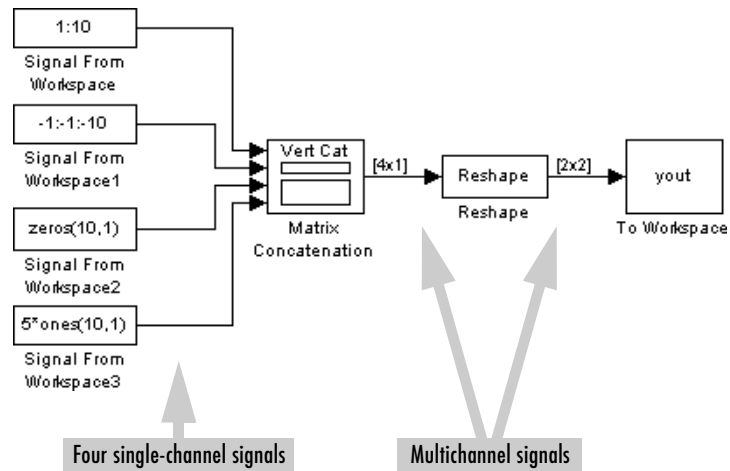 1:10
Signal From
Workspace
-1:-1:-10
Signal From
Workspace1
zeros(10,1)
Signal From
Workspace2
5*ones(10,1)
Signal From
Workspace3
Vert Cat
Matrix
Concatenation
[4x1]
Reshape
Reshape
[2x2]
yout
To Workspace
Four single-channel signals
Multichannel signals